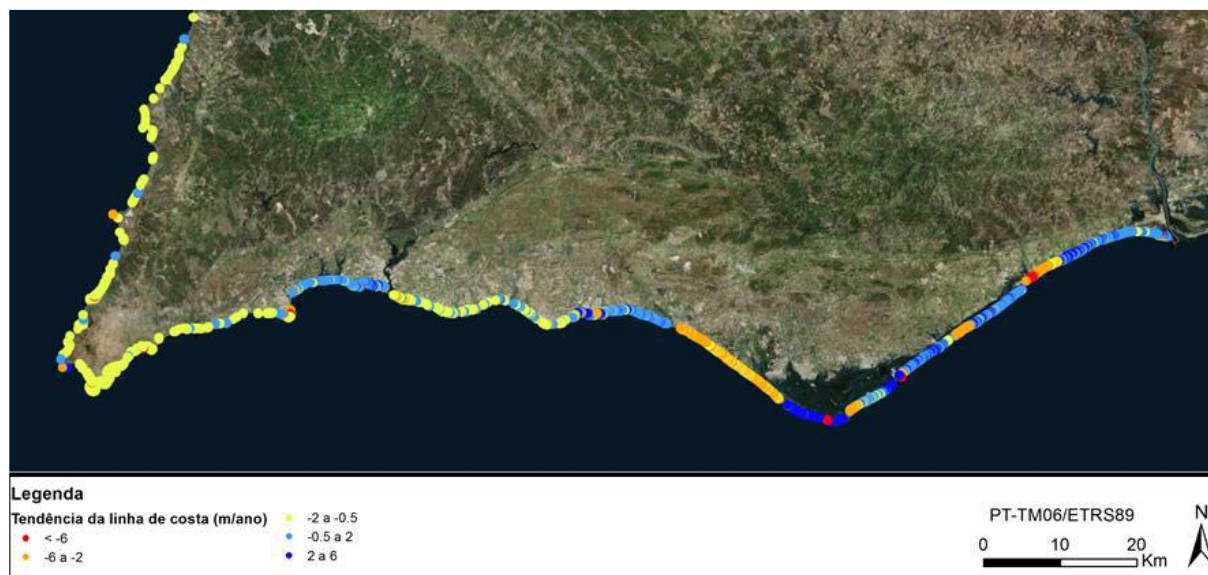 Legenda
Tendência da linha de costa (m/ano)
< -6
-6 a -2
-2 a -0.5
-0.5 a 2
2 a 6
PT-TM06/ETRS89
0 10 20
Km
N